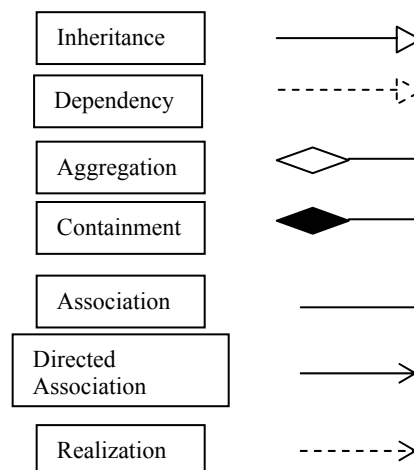 Inheritance
Dependency
Aggregation
Containment
Association
Directed
Association
Realization